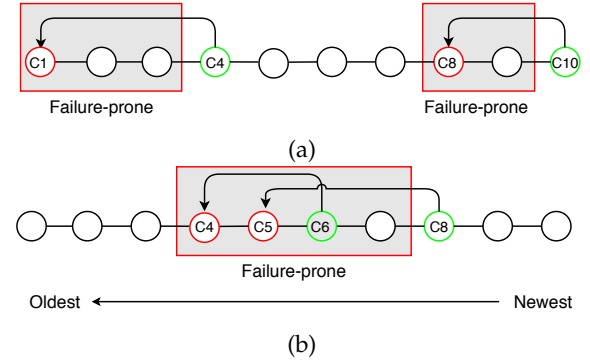 C1 C4 C8 C10
Failure-prone Failure-prone
(a)
C4 C5 C6 C8
Failure-prone
Oldest Newest
(b)